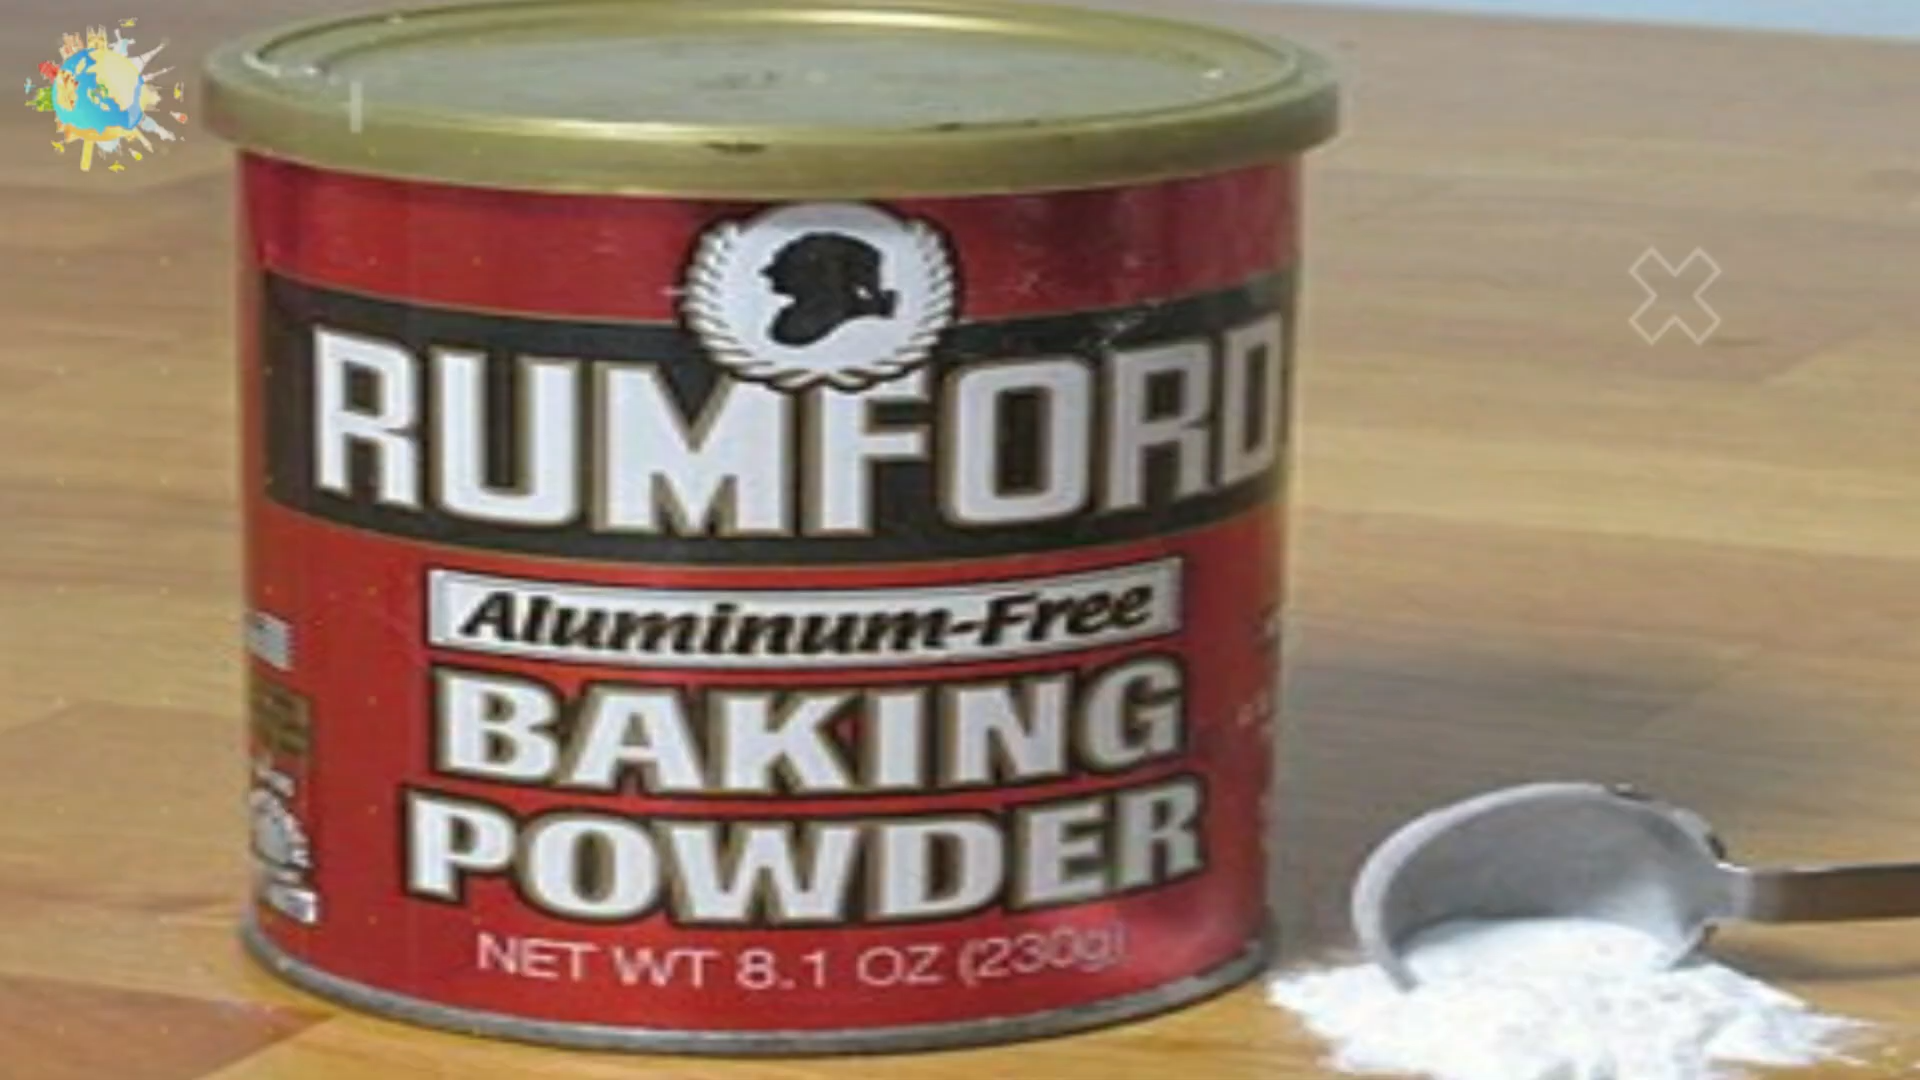 RUMFORD
Aluminum-Free
BAKING
POWDER
NET WT 8.1 OZ (230g)